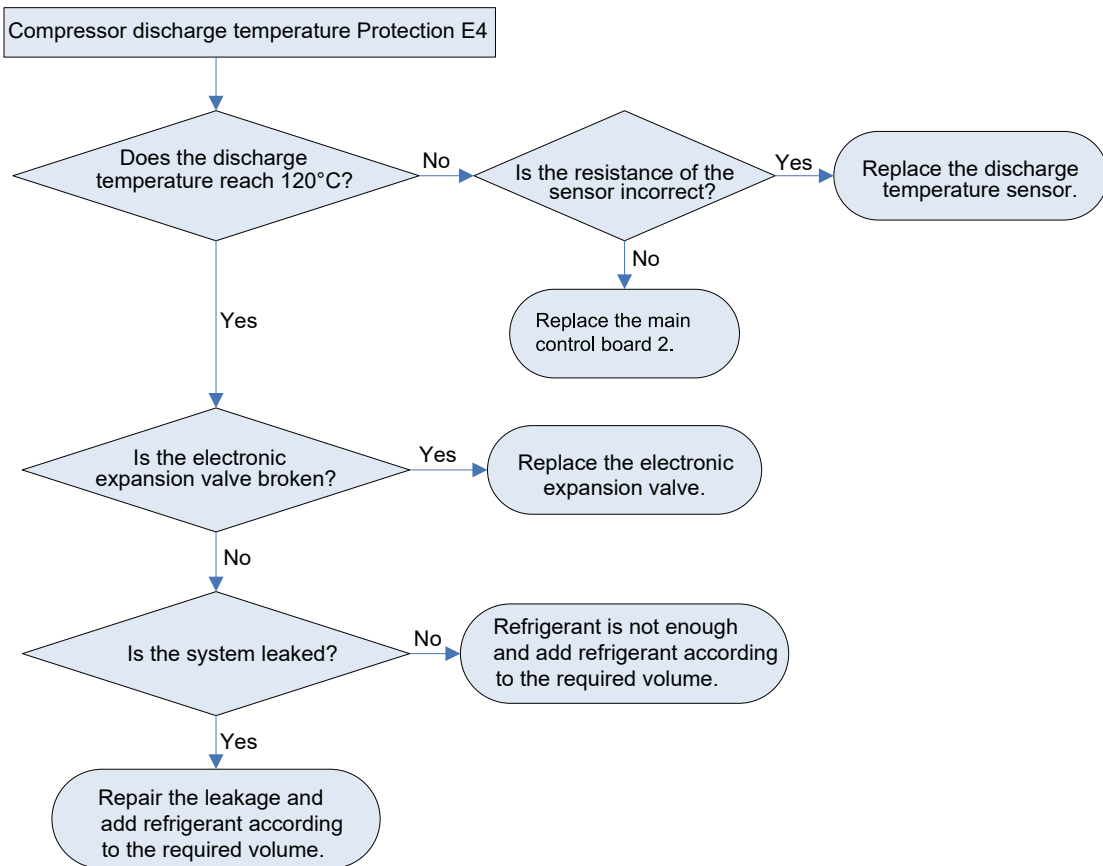 Compressor discharge temperature Protection E4
Does the discharge
temperature reach 120°C?
No
Is the resistance of the
sensor incorrect?
Yes
Replace the discharge
temperature sensor.
No
Replace the main
control board 2.
Yes
Is the electronic
expansion valve broken?
Yes
Replace the electronic
expansion valve.
No
Is the system leaked?
No
Refrigerant is not enough
and add refrigerant according
to the required volume.
Yes
Repair the leakage and
add refrigerant according
to the required volume.